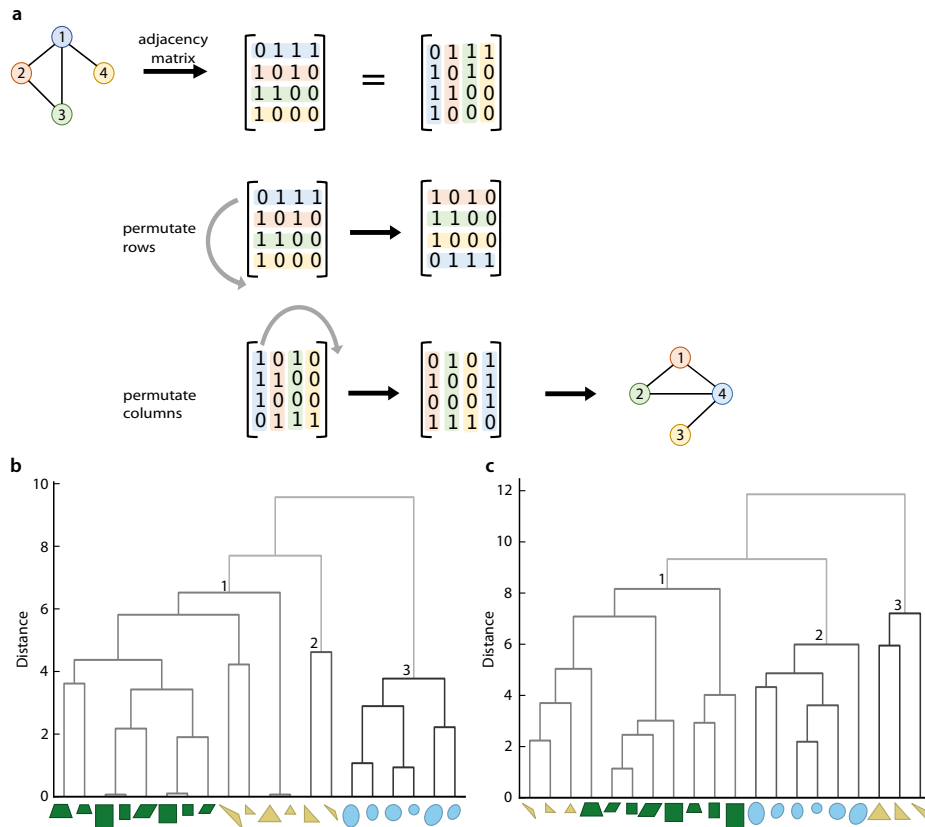 a
1
2
4
3
adjacency
matrix
0 1 1 1
1 0 1 0
1 1 0 0
1 0 0 0
=
0 1 1 1
1 0 1 0
1 1 0 0
1 0 0 0
permutate
rows
0 1 1 1
1 0 1 0
1 1 0 0
1 0 0 0
1 0 1 0
1 1 0 0
1 0 0 0
0 1 1 1
permutate
columns
1 0 1 0
1 1 0 0
1 0 0 0
0 1 1 1
0 1 0 1
1 0 0 1
0 0 0 1
1 1 1 0
1
2
4
3
b
Distance
10
8
6
4
2
0
1
2
3
c
Distance
12
10
8
6
4
2
0
1
2
3